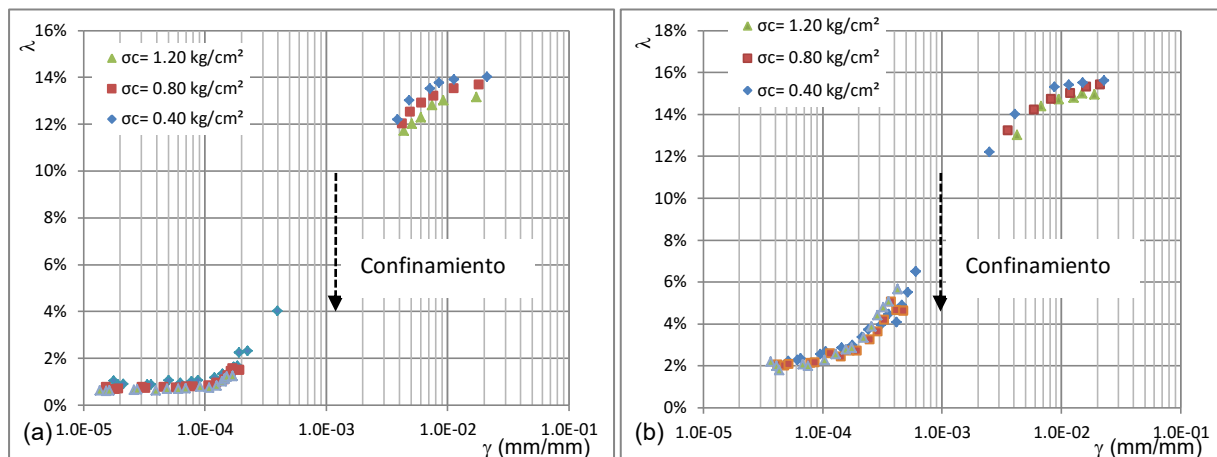 16%
14%
12%
10%
8%
6%
4%
2%
0%
λ
σc= 1.20 kg/cm²
σc= 0.80 kg/cm²
σc= 0.40 kg/cm²
Confinamiento
1.0E-05 1.0E-04 1.0E-03 1.0E-02 1.0E-01
(a)
γ (mm/mm)
18%
16%
14%
12%
10%
8%
6%
4%
2%
0%
λ
σc= 1.20 kg/cm²
σc= 0.80 kg/cm²
σc= 0.40 kg/cm²
Confinamiento
1.0E-05 1.0E-04 1.0E-03 1.0E-02 1.0E-01
(b)
γ (mm/mm)